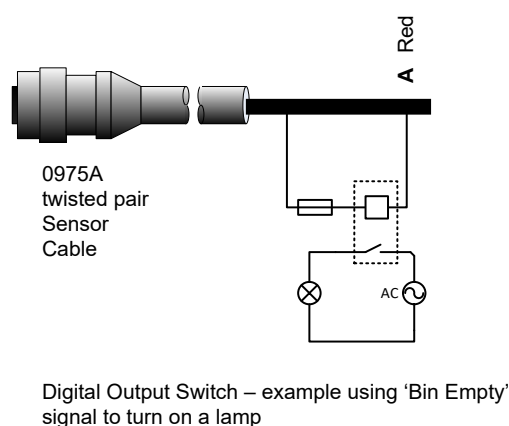 A Red
0975A
twisted pair
Sensor
Cable
AC
Digital Output Switch – example using ‘Bin Empty’
signal to turn on a lamp